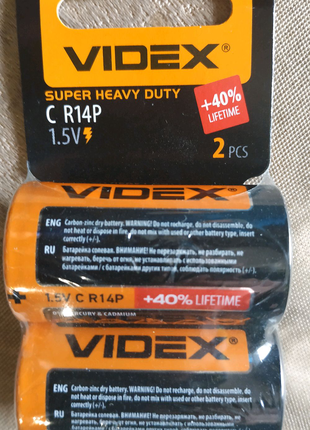 VIDEX®
SUPER HEAVY DUTY
C R14P
1.5V
+40%
LIFETIME
2 PCS
VIDEX
ENG Carbon-zinc dry battery. WARNING! Do not recharge, do not disassemble, do
not heat or dispose in fire, do not mix with used or other battery type, insert
correctly (+/-).
RU Батарейка солевая. ВНИМАНИЕ! Не перезаряжать, не разбирать, не
нагревать, беречь от огня, не устанавливать с использованными
батарейками / с батарейками других типов, соблюдать полярность (+/-).
+ 1.5V C R14P +40% LIFETIME
MERCURY & CADMIUM
VIDEX®
ENG Carbon-zinc dry battery. WARNING! Do not recharge, do not disassemble, do
not heat or dispose in fire, do not mix with used or other battery type, insert
correctly (+/-).
RU Батарейка солевая. ВНИМАНИЕ! Не перезаряжать, не разбирать, не